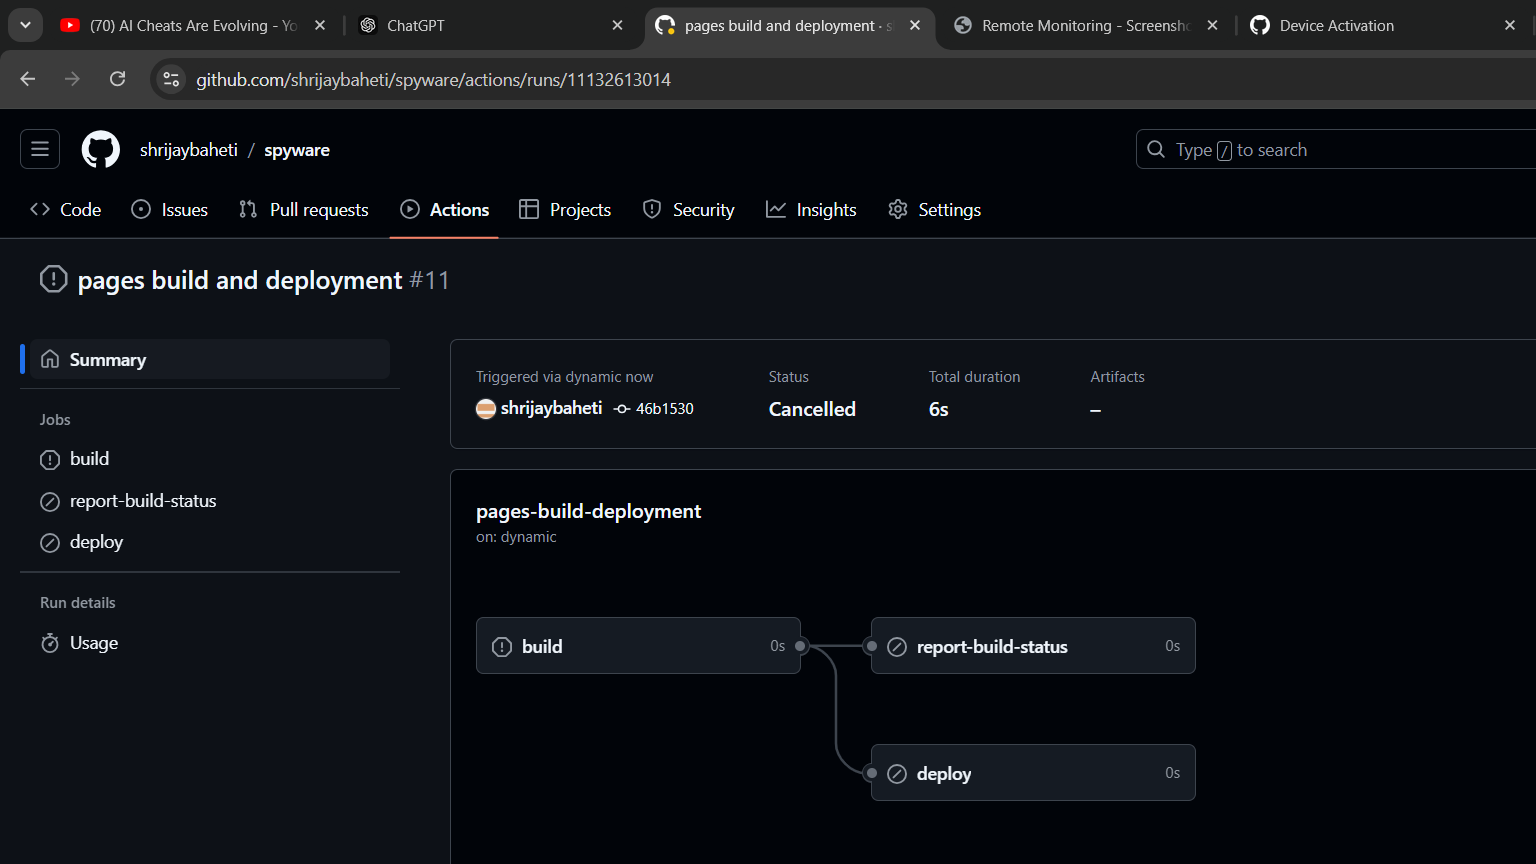 (70) AI Cheats Are Evolving - Yo
ChatGPT
pages build and deployment · s
Remote Monitoring - Screensho
Device Activation
github.com/shrijaybaheti/spyware/actions/runs/11132613014
shrijaybaheti / spyware
Type / to search
Code
Issues
Pull requests
Actions
Projects
Security
Insights
Settings
pages build and deployment #11
Summary
Jobs
build
report-build-status
deploy
Run details
Usage
Triggered via dynamic now
shrijaybaheti 46b1530
Status
Cancelled
Total duration
6s
Artifacts
–
pages-build-deployment
on: dynamic
build 0s
report-build-status 0s
deploy 0s